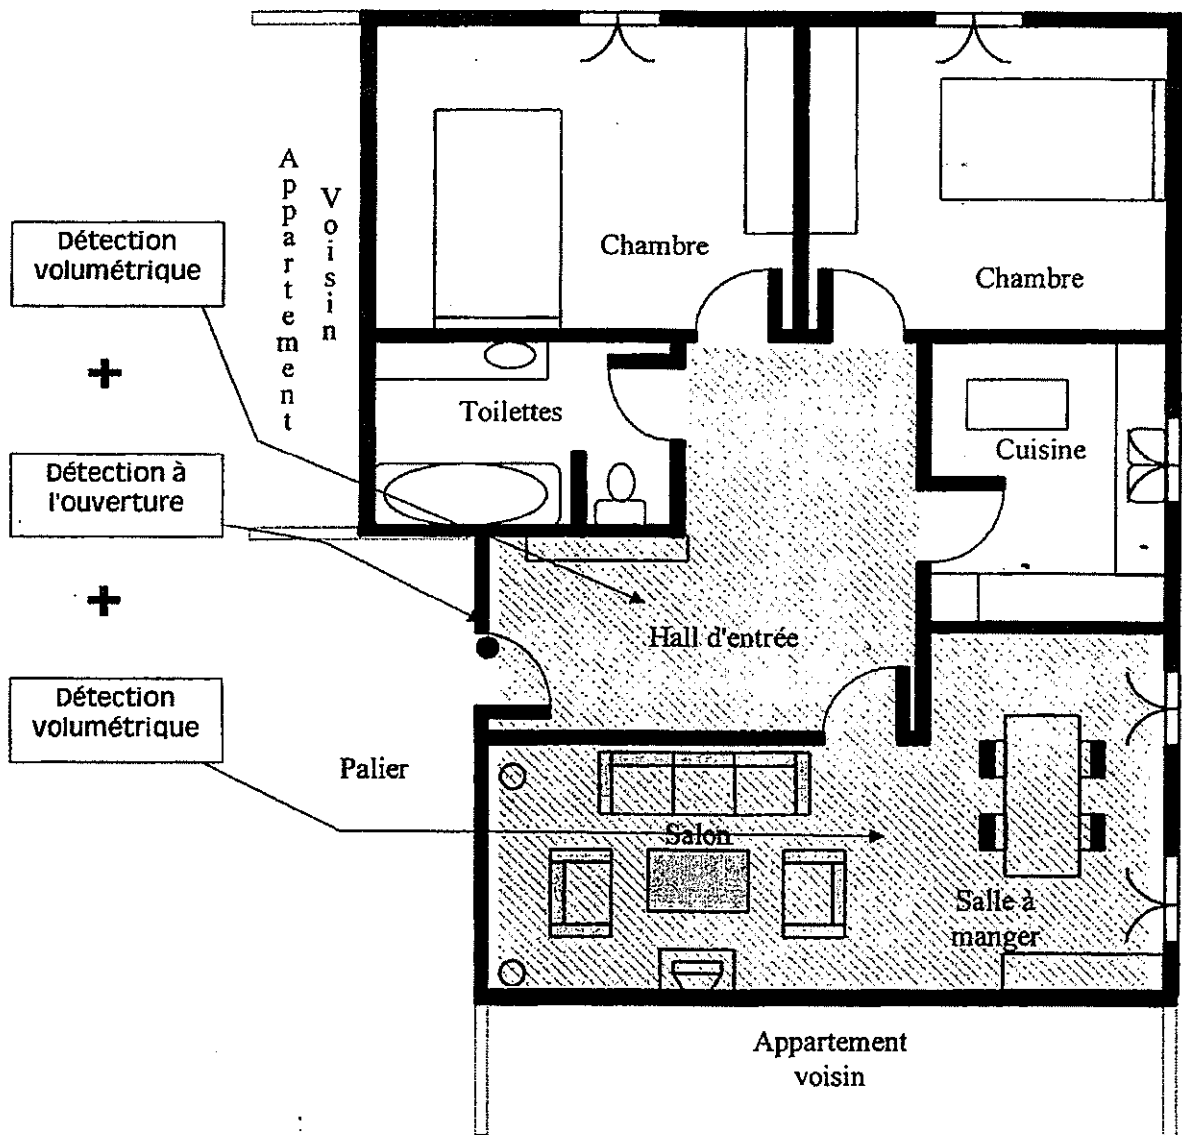 Appartement
Voisin
Détection
volumétrique
Chambre
Chambre
+
Toilettes
Cuisine
Détection à
l'ouverture
+
Hall d'entrée
Détection
volumétrique
Palier
Salon
Salle à
manger
Appartement
voisin